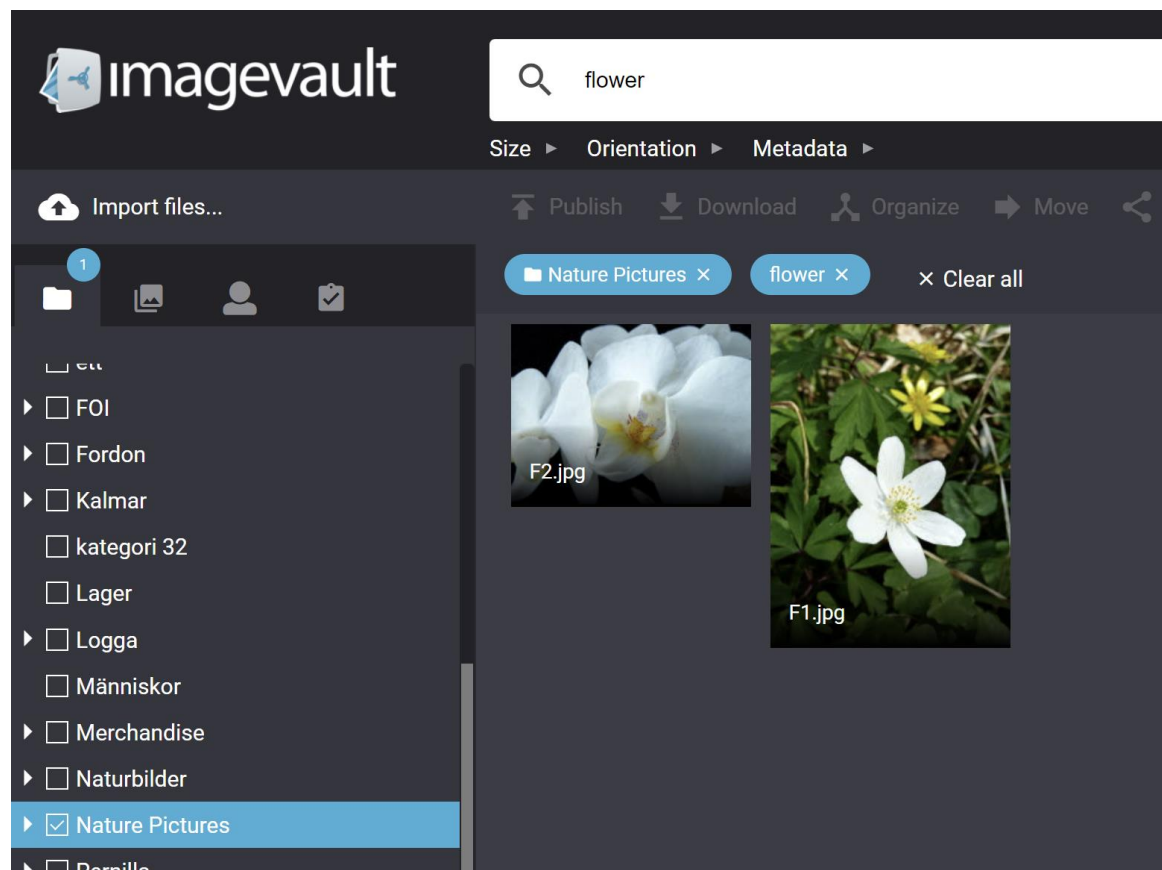 imagevault
flower
Size Orientation Metadata
Import files...
Publish Download Organize Move
1
Nature Pictures × flower × × Clear all
ett
FOI
Fordon
Kalmar
kategori 32
Lager
Logga
Människor
Merchandise
Naturbilder
Nature Pictures
F2.jpg
F1.jpg